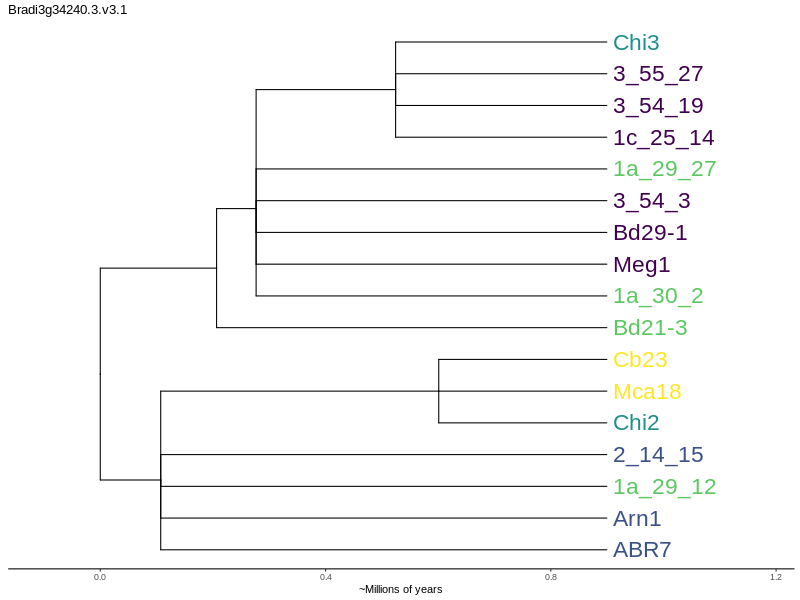 Bradi3g34240.3.v3.1
Chi3
3_55_27
3_54_19
1c_25_14
1a_29_27
3_54_3
Bd29-1
Meg1
1a_30_2
Bd21-3
Cb23
Mca18
Chi2
2_14_15
1a_29_12
Arn1
ABR7
0.0 0.4 0.8 1.2
~Millions of years